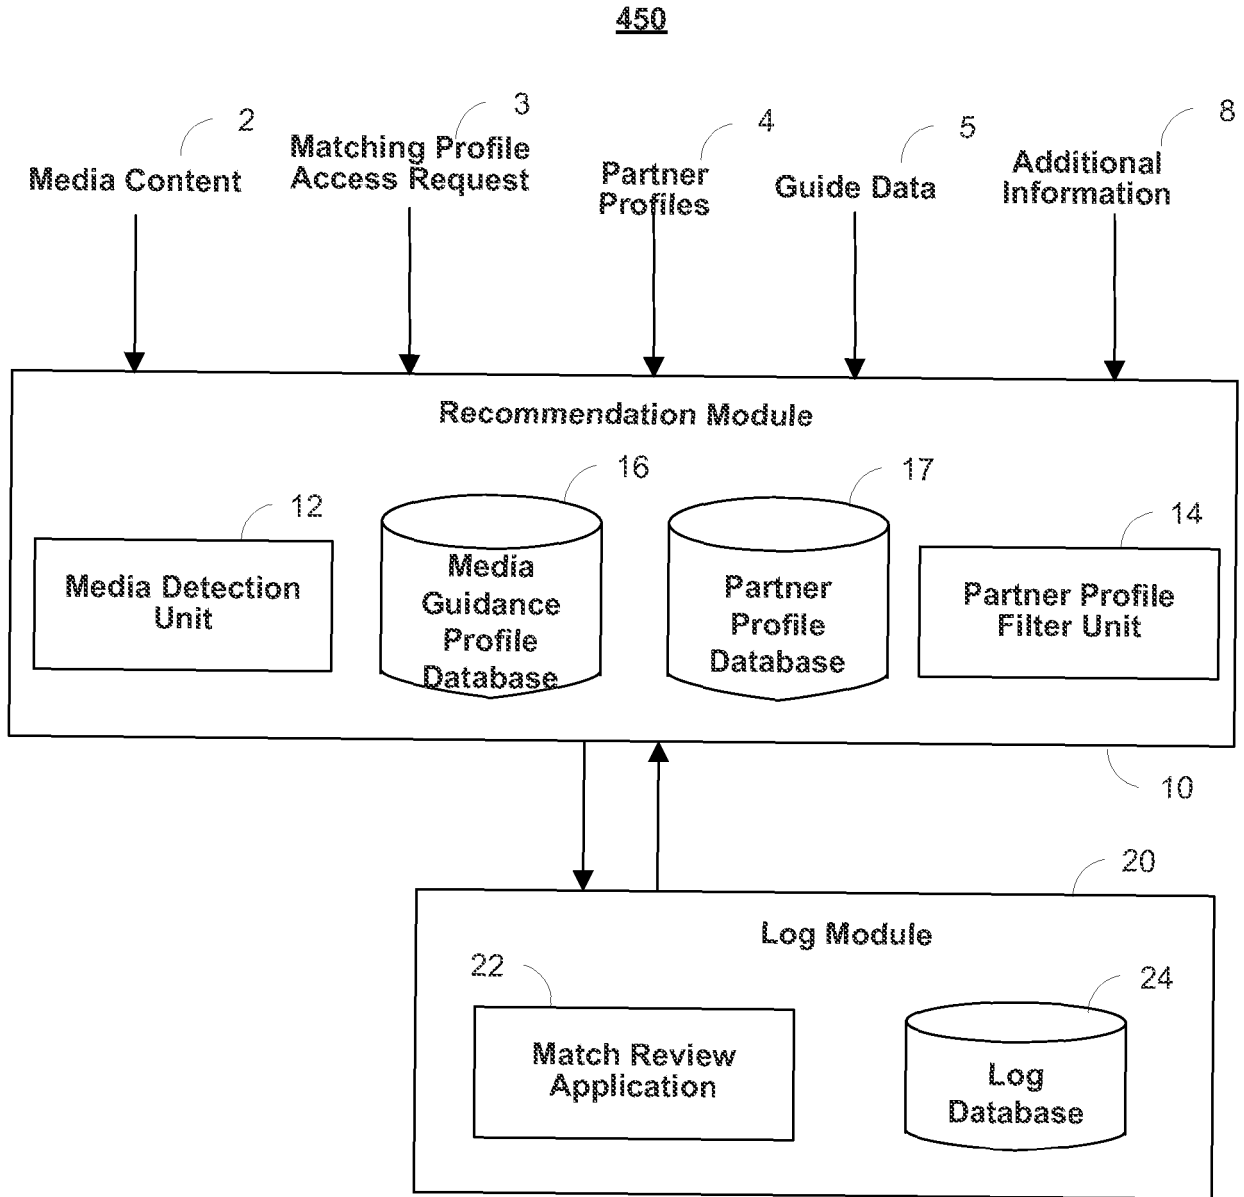 450
2
3
4
5
8
Media Content
Matching Profile
Access Request
Partner
Profiles
Guide Data
Additional
Information
Recommendation Module
12
16
17
14
Media Detection
Unit
Media
Guidance
Profile
Database
Partner
Profile
Database
Partner Profile
Filter Unit
10
20
Log Module
22
24
Match Review
Application
Log
Database